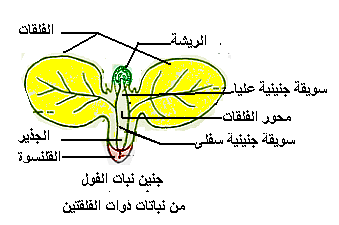 الفلقات
الريشة
سويقة جنينية عليا
محور الفلقات
سويقة جنينية سفلى
الجذير
القلنسوة
جنين نبات الفول
من نباتات ذوات الفلقتين